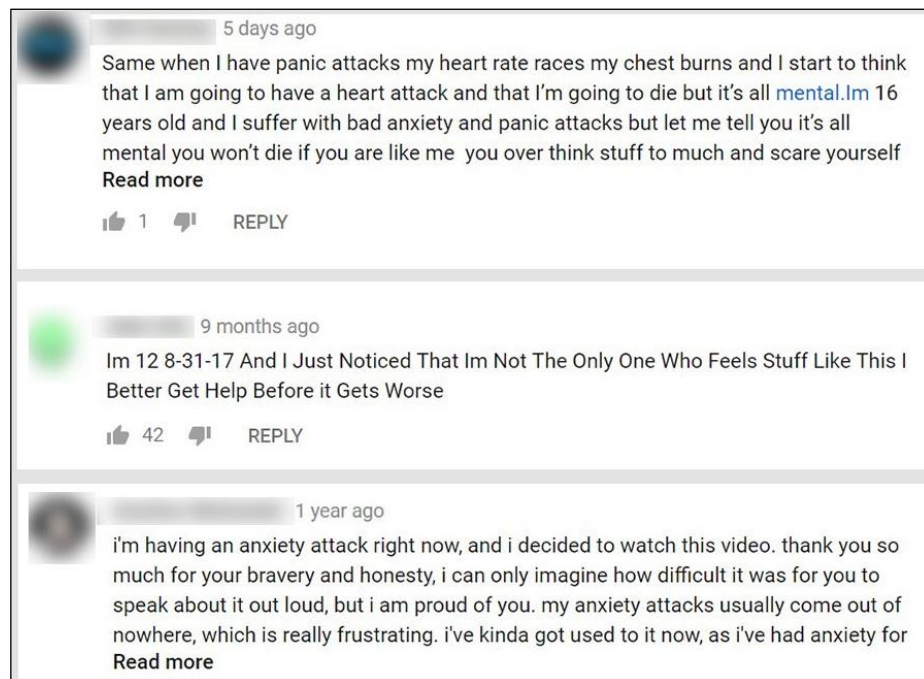 5 days ago
Same when I have panic attacks my heart rate races my chest burns and I start to think
that I am going to have a heart attack and that I’m going to die but it’s all mental.Im 16
years old and I suffer with bad anxiety and panic attacks but let me tell you it’s all
mental you won’t die if you are like me  you over think stuff to much and scare yourself
Read more
1 REPLY
9 months ago
Im 12 8-31-17 And I Just Noticed That Im Not The Only One Who Feels Stuff Like This I
Better Get Help Before it Gets Worse
42 REPLY
1 year ago
i'm having an anxiety attack right now, and i decided to watch this video. thank you so
much for your bravery and honesty, i can only imagine how difficult it was for you to
speak about it out loud, but i am proud of you. my anxiety attacks usually come out of
nowhere, which is really frustrating. i've kinda got used to it now, as i've had anxiety for
Read more